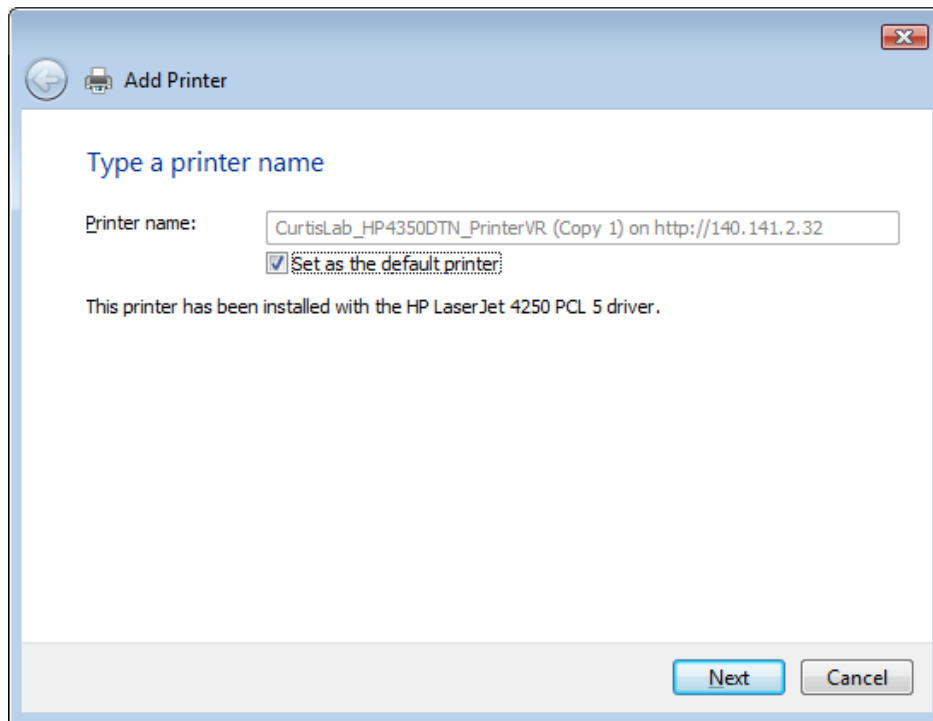 Add Printer
Type a printer name
Printer name: CurtisLab_HP4350DTN_PrinterVR (Copy 1) on http://140.141.2.32
Set as the default printer
This printer has been installed with the HP LaserJet 4250 PCL 5 driver.
Next Cancel